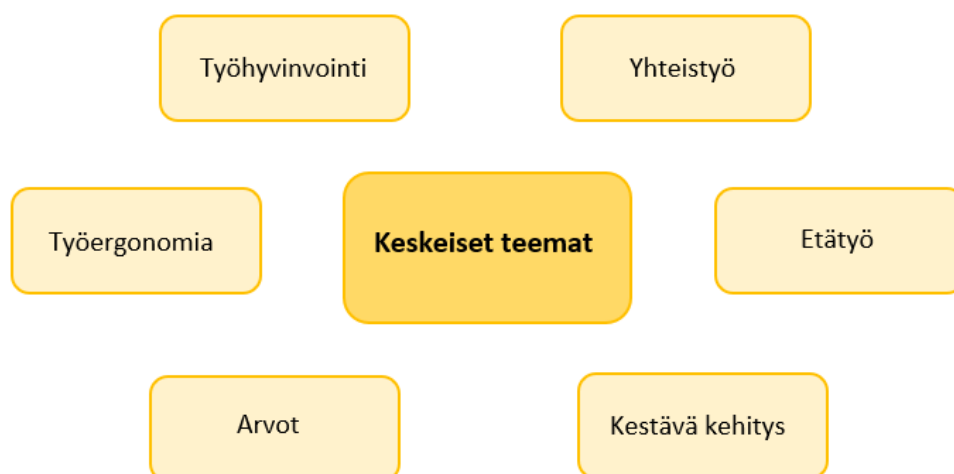 Työhyvinvointi
Yhteistyö
Työergonomia
Keskeiset teemat
Etätyö
Arvot
Kestävä kehitys